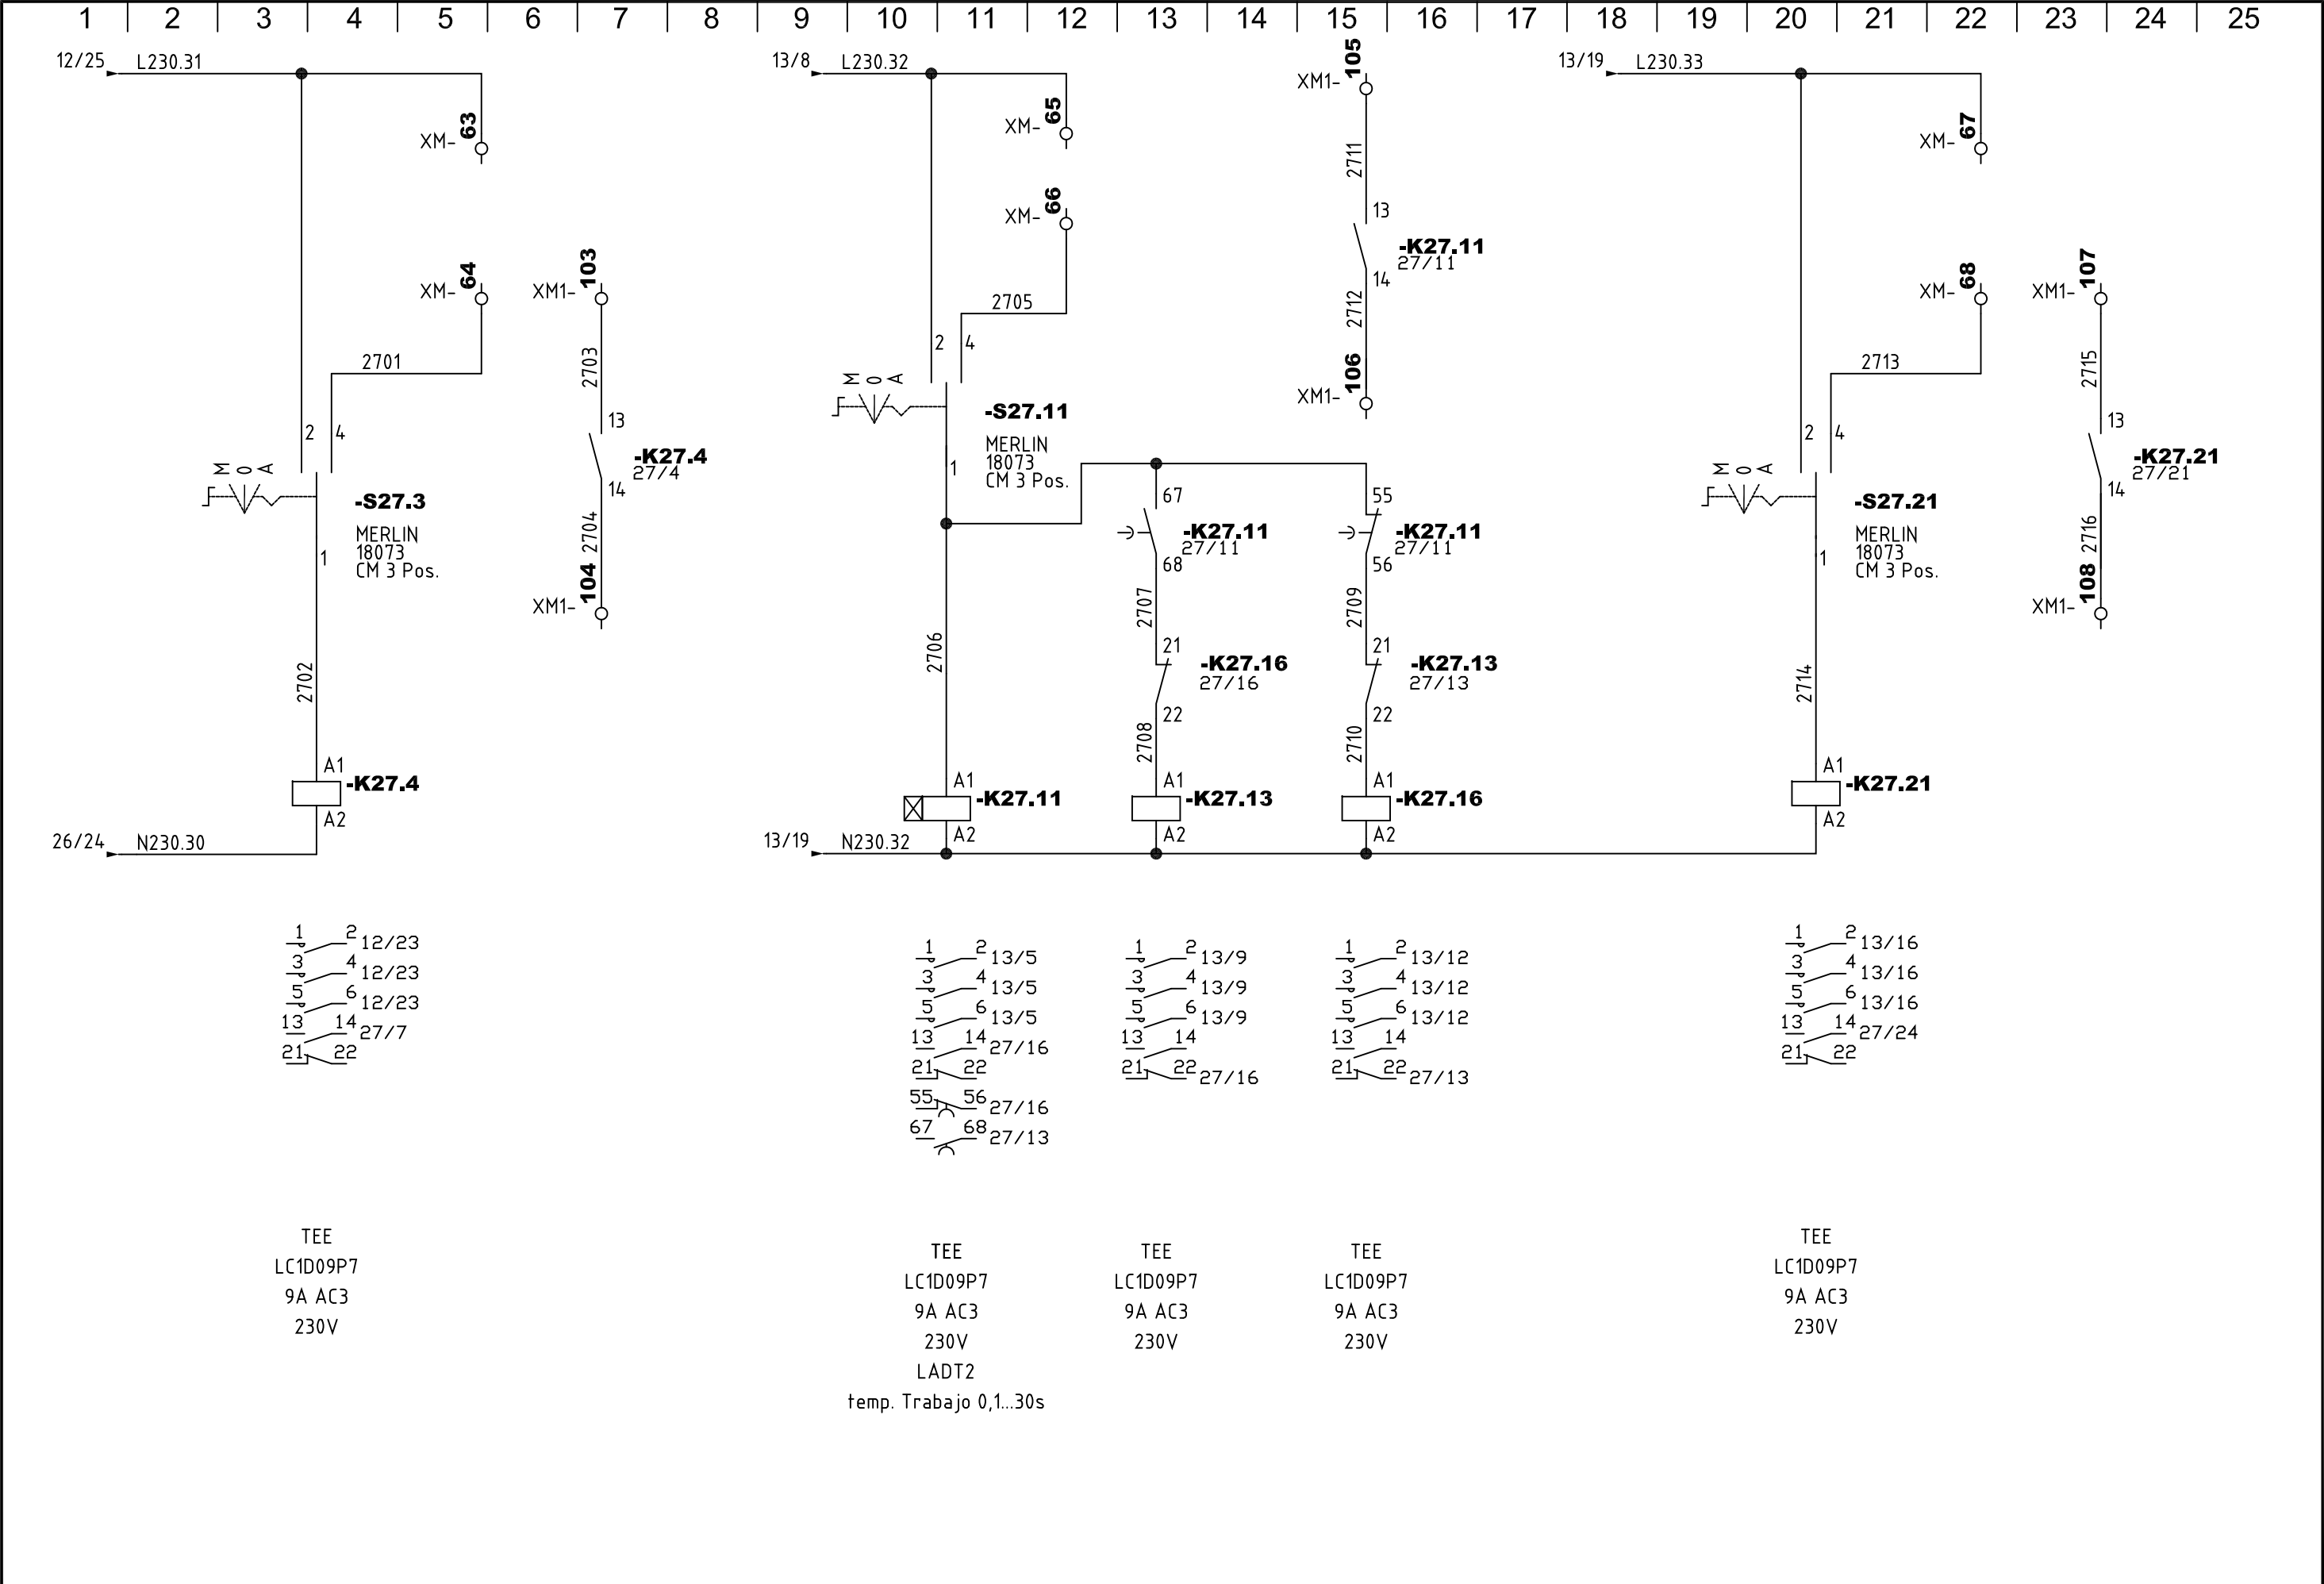 1 2 3 4 5 6 7 8 9 10 11 12 13 14 15 16 17 18 19 20 21 22 23 24 25
12/25 L230.31
XM- 63
XM- 64
2701
2 4
M 0 A
-S27.3
MERLIN
18073
CM 3 Pos.
1
2702
A1
-K27.4
A2
26/24 N230.30
XM1- 103
2703
13
-K27.4
27/4
14
2704
XM1- 104
13/8 L230.32
XM- 65
XM- 66
2705
2 4
M 0 A
-S27.11
MERLIN
18073
CM 3 Pos.
1
2706
A1
-K27.11
A2
13/19 N230.32
67
-K27.11
27/11
68
2707
21
-K27.16
27/16
22
2708
A1
-K27.13
A2
XM1- 105
2711
13
-K27.11
27/11
14
2712
XM1- 106
55
-K27.11
27/11
56
2709
21
-K27.13
27/13
22
2710
A1
-K27.16
A2
13/19 L230.33
XM- 67
XM- 68
2713
2 4
M 0 A
-S27.21
MERLIN
18073
CM 3 Pos.
1
2714
A1
-K27.21
A2
XM1- 107
2715
13
-K27.21
27/21
14
2716
XM1- 108
1 2 12/23
3 4 12/23
5 6 12/23
13 14 27/7
21 22
1 2 13/5
3 4 13/5
5 6 13/5
13 14 27/16
21 22
55 56 27/16
67 68 27/13
1 2 13/9
3 4 13/9
5 6 13/9
13 14
21 22 27/16
1 2 13/12
3 4 13/12
5 6 13/12
13 14
21 22 27/13
1 2 13/16
3 4 13/16
5 6 13/16
13 14 27/24
21 22
TEE
LC1D09P7
9A AC3
230V
TEE
LC1D09P7
9A AC3
230V
LADT2
temp. Trabajo 0,1...30s
TEE
LC1D09P7
9A AC3
230V
TEE
LC1D09P7
9A AC3
230V
TEE
LC1D09P7
9A AC3
230V